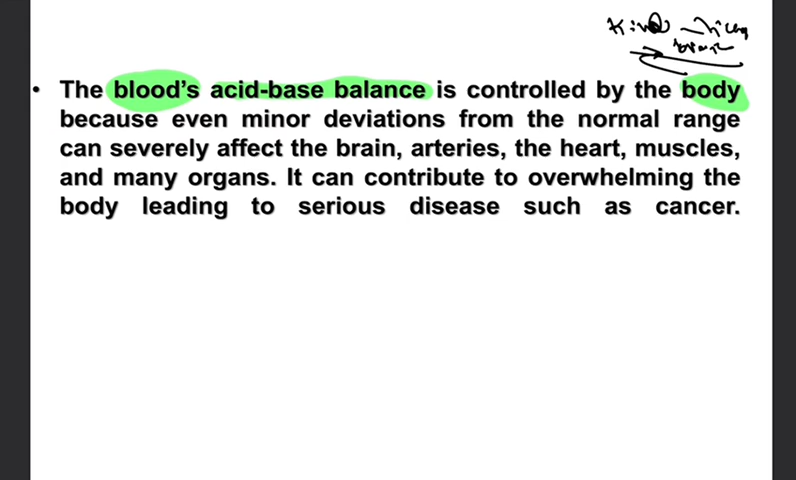 • The blood's acid-base balance is controlled by the body
because even minor deviations from the normal range
can severely affect the brain, arteries, the heart, muscles,
and many organs. It can contribute to overwhelming the
body leading to serious disease such as cancer.